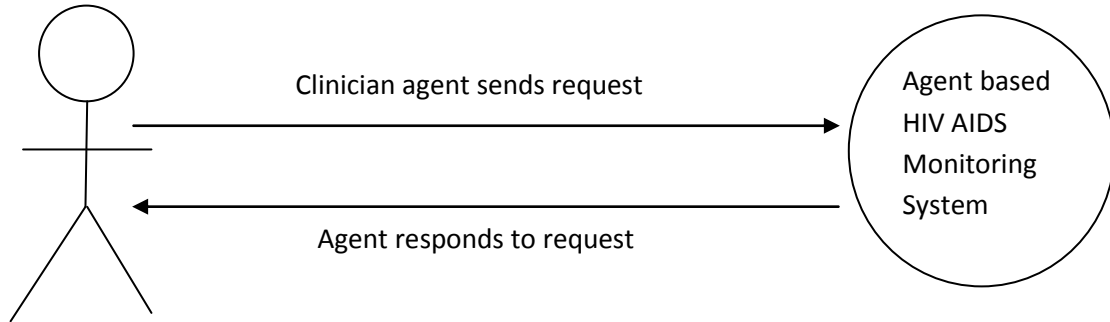 Clinician agent sends request
Agent based
HIV AIDS
Monitoring
System
Agent responds to request